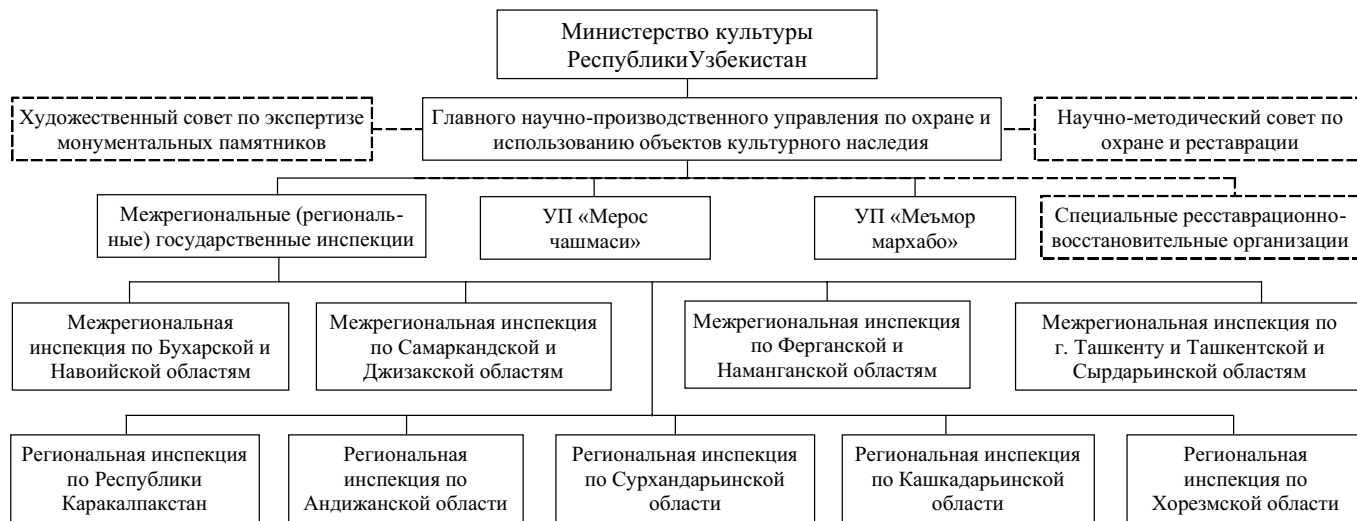 Министерство культуры
РеспубликиУзбекистан
Художественный совет по экспертизе
монументальных памятников
Главного научно-производственного управления по охране и
использованию объектов культурного наследия
Научно-методический совет по
охране и реставрации
Межрегиональные (региональ-
ные) государственные инспекции
УП «Мерос
чашмаси»
УП «Меъмор
мархабо»
Специальные ресставрационно-
восстановительные организации
Межрегиональная
инспекция по Бухарской и
Навоийской областям
Межрегиональная инспекция
по Самаркандской и
Джизакской областям
Межрегиональная инспекция
по Ферганской и
Наманганской областям
Межрегиональная инспекция по
г. Ташкенту и Ташкентской и
Сырдарьинской областям
Региональная инспекция
по Республики
Каракалпакстан
Региональная
инспекция по
Андижанской области
Региональная инспекция
по Сурхандарьинской
области
Региональная инспекция
по Кашкадарьинской
области
Региональная
инспекция по
Хорезмской области